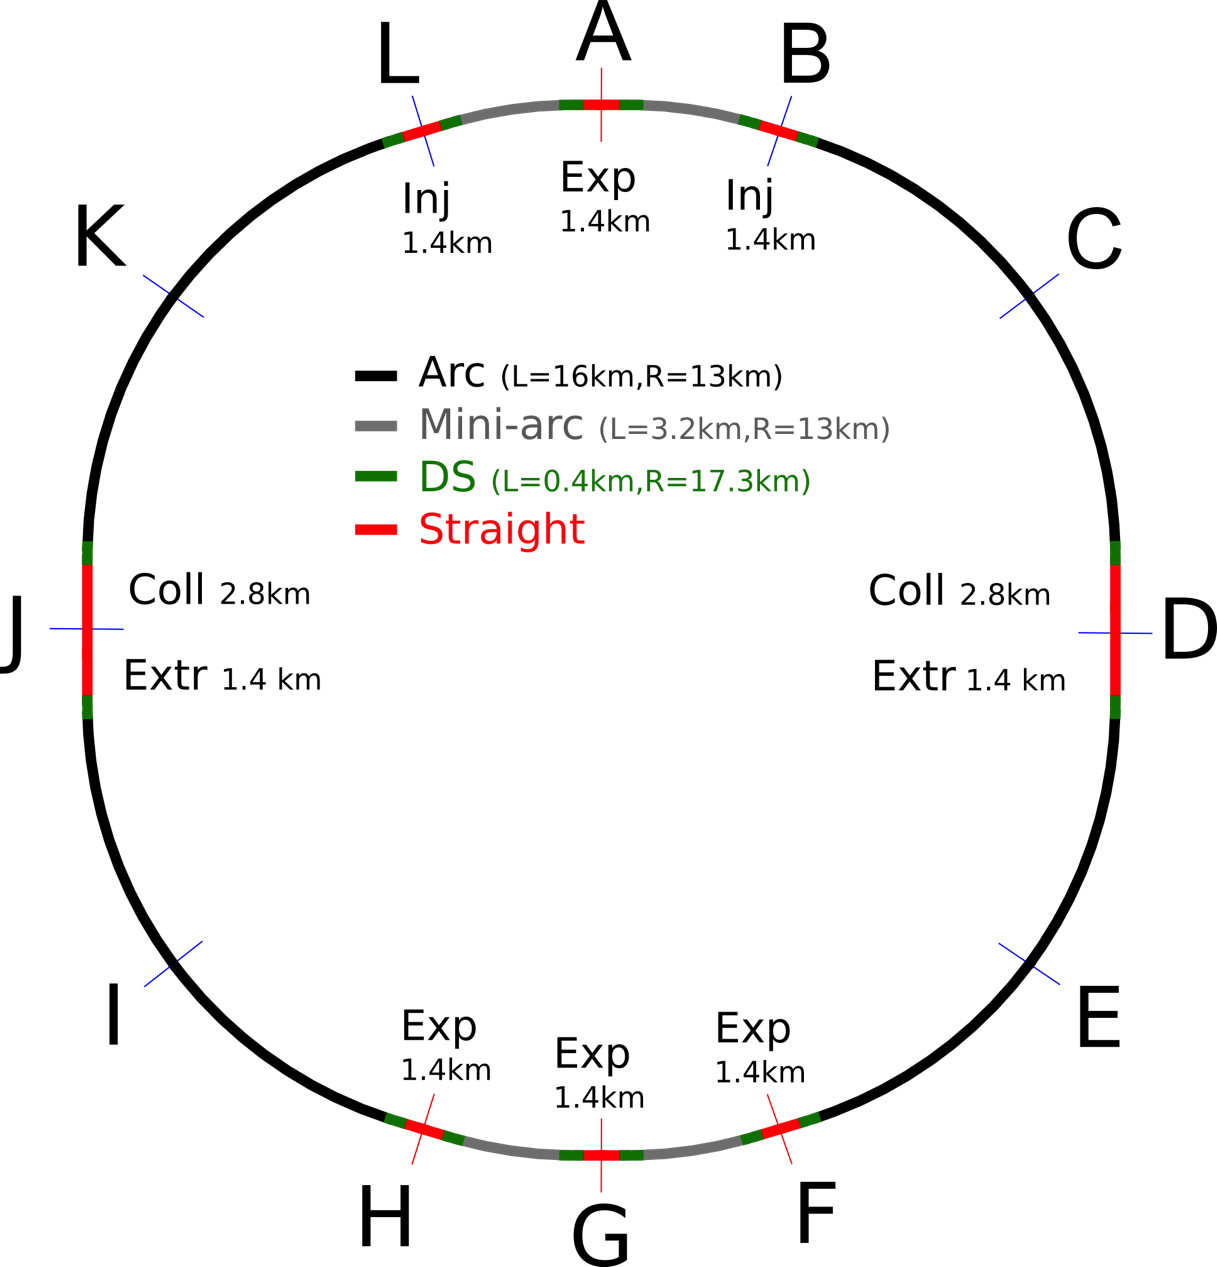 A
L
B
Exp
1.4km
Inj
1.4km
Inj
1.4km
K
C
Arc (L=16km,R=13km)
Mini-arc (L=3.2km,R=13km)
DS (L=0.4km,R=17.3km)
Straight
Coll 2.8km
Coll 2.8km
J
D
Extr 1.4 km
Extr 1.4 km
I
E
Exp
1.4km
Exp
1.4km
Exp
1.4km
H
G
F